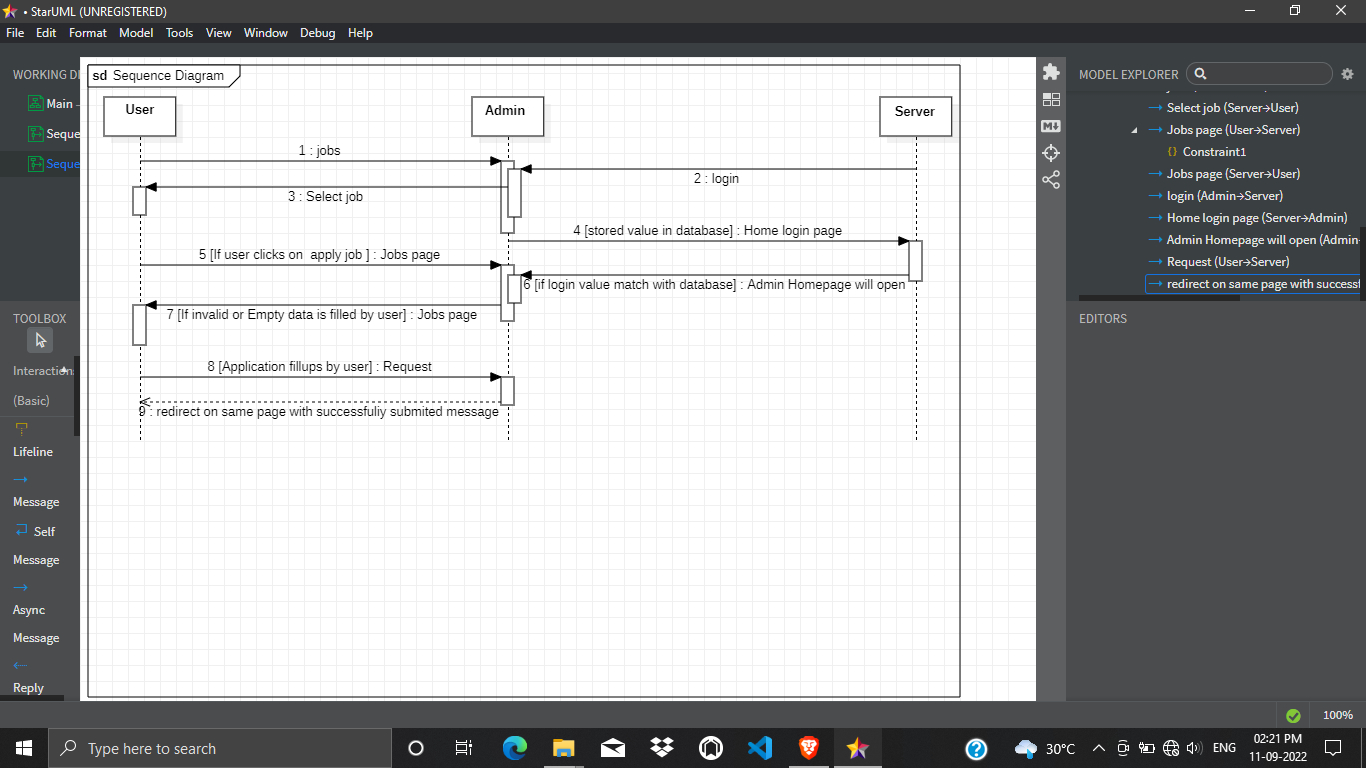 • StarUML (UNREGISTERED)
File Edit Format Model Tools View Window Debug Help
WORKING DI
Main –
Seque
Seque
TOOLBOX
Interactions
(Basic)
Lifeline
Message
Self
Message
Async
Message
Reply
sd Sequence Diagram
User
Admin
Server
1 : jobs
2 : login
3 : Select job
4 [stored value in database] : Home login page
5 [If user clicks on apply job ] : Jobs page
6 [if login value match with database] : Admin Homepage will open
7 [If invalid or Empty data is filled by user] : Jobs page
8 [Application fillups by user] : Request
9 : redirect on same page with successfully submited message
MODEL EXPLORER
Select job (Server→User)
Jobs page (User→Server)
{} Constraint1
Jobs page (Server→User)
login (Admin→Server)
Home login page (Server→Admin)
Admin Homepage will open (Admin-
Request (User→Server)
redirect on same page with successf
EDITORS
100%
Type here to search
30°C
ENG
02:21 PM
11-09-2022